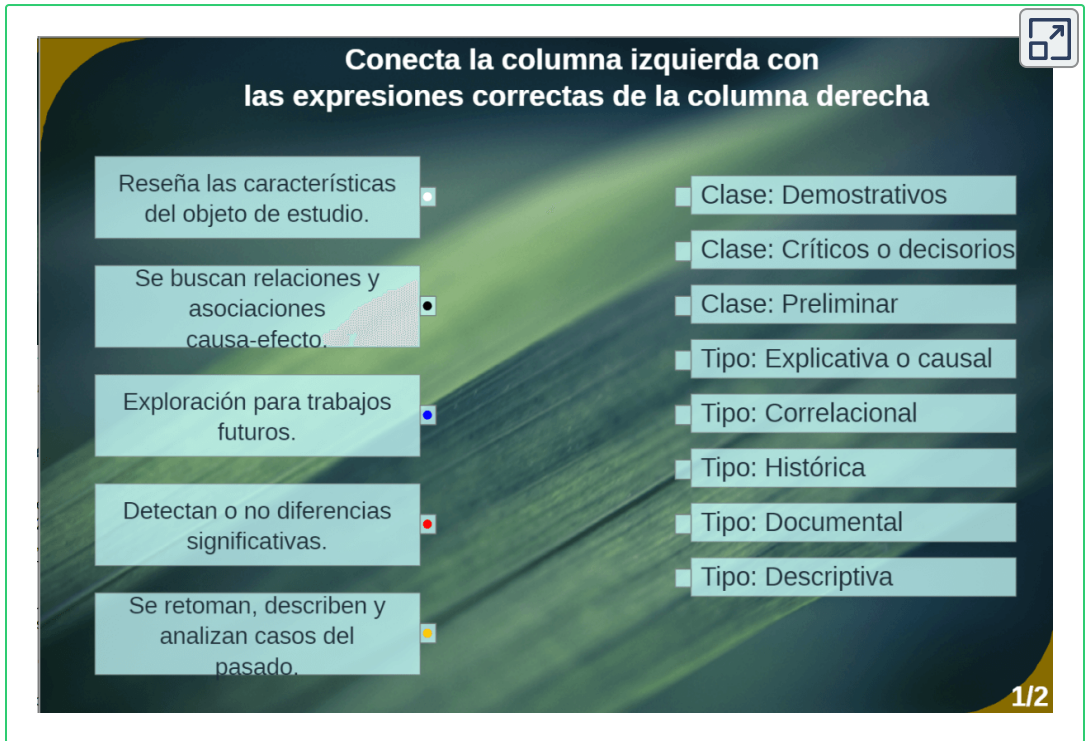 Conecta la columna izquierda con
las expresiones correctas de la columna derecha
Reseña las características
del objeto de estudio.
Se buscan relaciones y
asociaciones
causa-efecto.
Exploración para trabajos
futuros.
Detectan o no diferencias
significativas.
Se retoman, describen y
analizan casos del
pasado.
Clase: Demostrativos
Clase: Críticos o decisorios
Clase: Preliminar
Tipo: Explicativa o causal
Tipo: Correlacional
Tipo: Histórica
Tipo: Documental
Tipo: Descriptiva
1/2